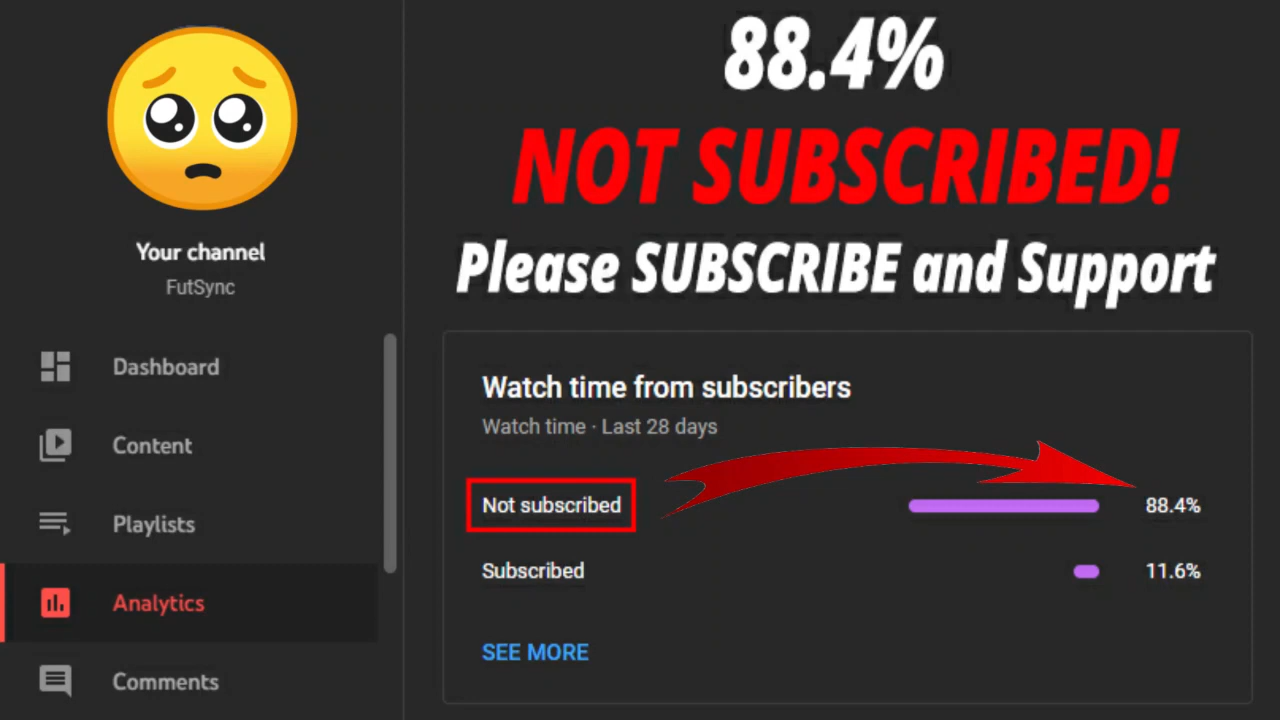 Your channel
FutSync
Dashboard
Content
Playlists
Analytics
Comments
88.4%
NOT SUBSCRIBED!
Please SUBSCRIBE and Support
Watch time from subscribers
Watch time · Last 28 days
Not subscribed 88.4%
Subscribed 11.6%
SEE MORE